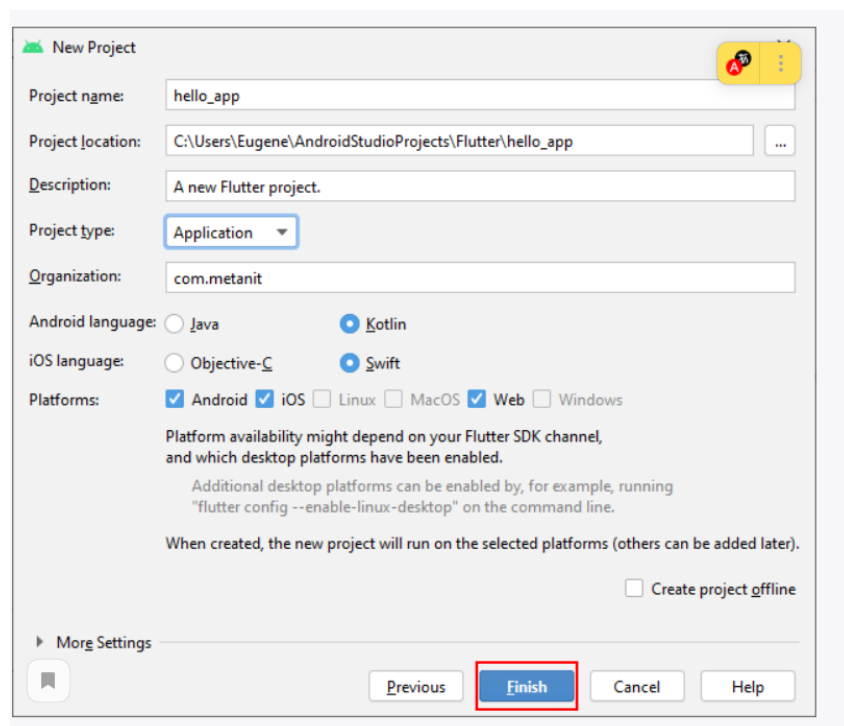 New Project
Project name: hello_app
Project location: C:\Users\Eugene\AndroidStudioProjects\Flutter\hello_app ...
Description: A new Flutter project.
Project type: Application
Organization: com.metanit
Android language: Java Kotlin
iOS language: Objective-C Swift
Platforms: Android iOS Linux MacOS Web Windows
Platform availability might depend on your Flutter SDK channel,
and which desktop platforms have been enabled.
Additional desktop platforms can be enabled by, for example, running
"flutter config --enable-linux-desktop" on the command line.
When created, the new project will run on the selected platforms (others can be added later).
Create project offline
More Settings
Previous Finish Cancel Help